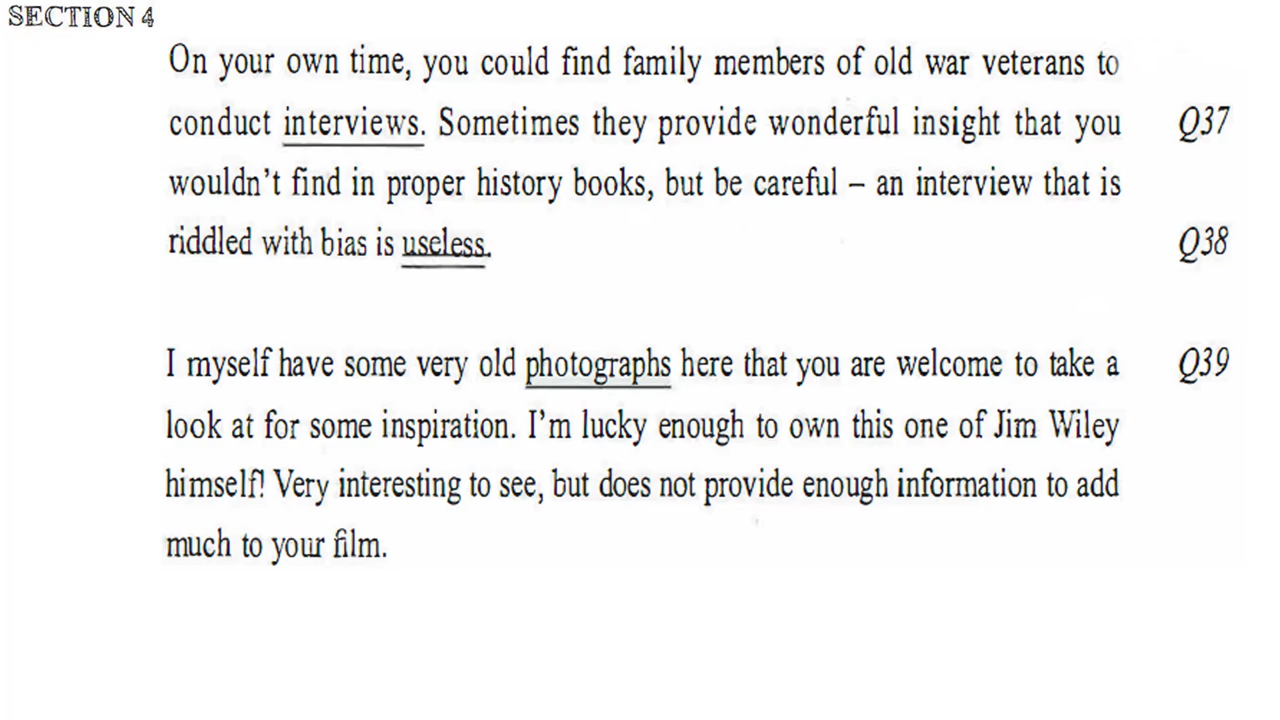 SECTION 4
On your own time, you could find family members of old war veterans to
conduct interviews. Sometimes they provide wonderful insight that you Q37
wouldn't find in proper history books, but be careful – an interview that is
riddled with bias is useless. Q38
I myself have some very old photographs here that you are welcome to take a Q39
look at for some inspiration. I'm lucky enough to own this one of Jim Wiley
himself! Very interesting to see, but does not provide enough information to add
much to your film.